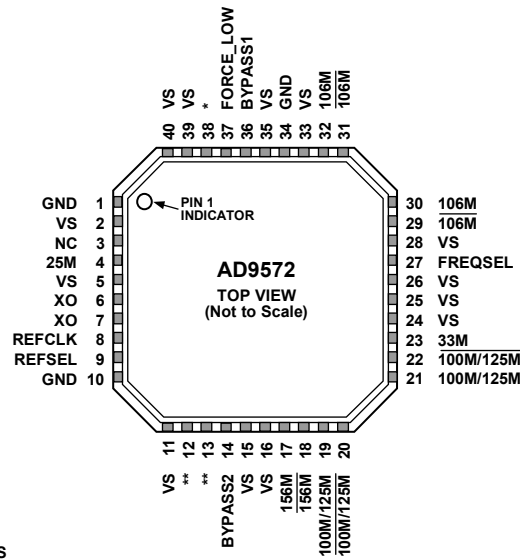 40 VS
39 VS
38 *
37 FORCE_LOW
36 BYPASS1
35 VS
34 GND
33 VS
32 106M
31 106M
GND 1
VS 2
NC 3
25M 4
VS 5
XO 6
XO 7
REFCLK 8
REFSEL 9
GND 10
PIN 1
INDICATOR
AD9572
TOP VIEW
(Not to Scale)
30 106M
29 106M
28 VS
27 FREQSEL
26 VS
25 VS
24 VS
23 33M
22 100M/125M
21 100M/125M
VS 11
** 12
** 13
BYPASS2 14
VS 15
VS 16
156M 17
156M 18
100M/125M 19
100M/125M 20
S